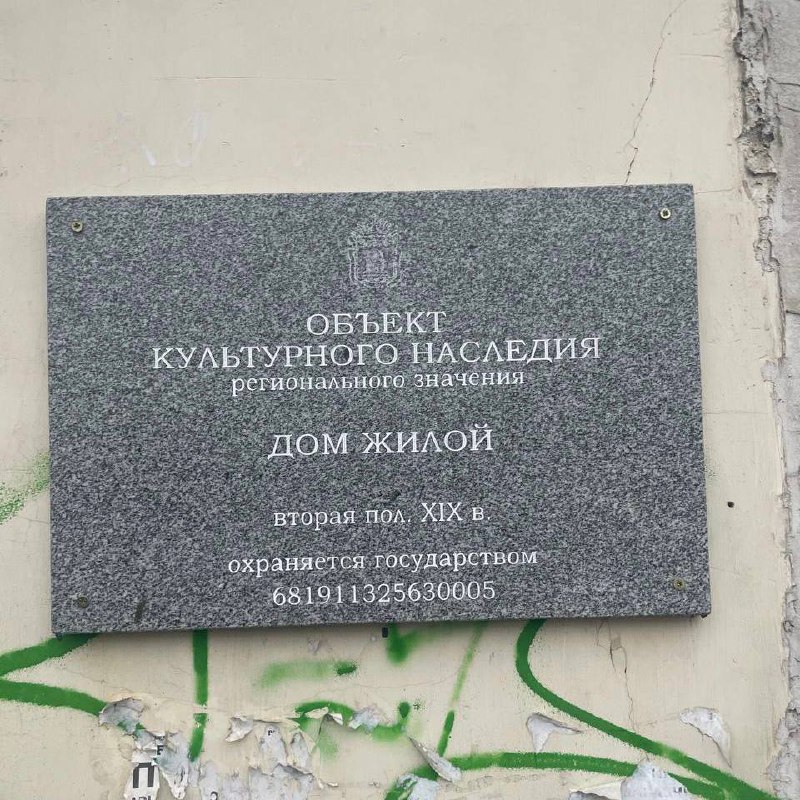 ОБЪЕКТ
КУЛЬТУРНОГО НАСЛЕДИЯ
регионального значения
ДОМ ЖИЛОЙ
вторая пол. XIX в.
охраняется государством
681911325630005
П